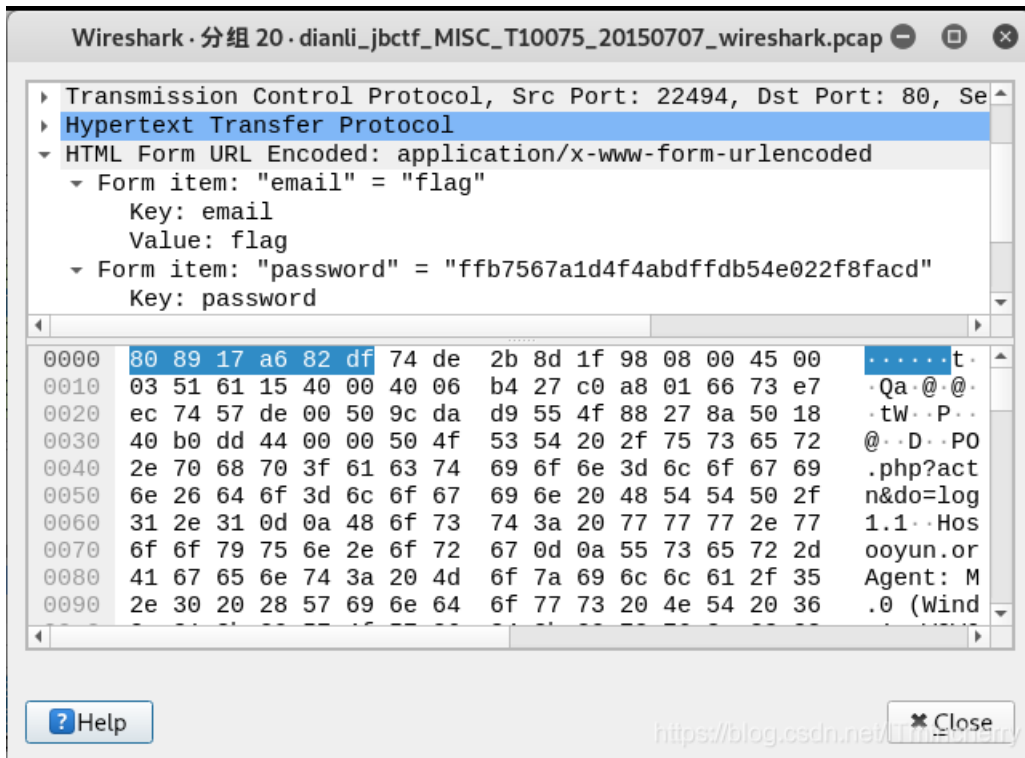 Wireshark · 分组 20 · dianli_jbctf_MISC_T10075_20150707_wireshark.pcap
Transmission Control Protocol, Src Port: 22494, Dst Port: 80, Se
Hypertext Transfer Protocol
HTML Form URL Encoded: application/x-www-form-urlencoded
Form item: "email" = "flag"
Key: email
Value: flag
Form item: "password" = "ffb7567a1d4f4abdffdb54e022f8facd"
Key: password
0000 80 89 17 a6 82 df 74 de 2b 8d 1f 98 08 00 45 00 ······t·
0010 03 51 61 15 40 00 40 06 b4 27 c0 a8 01 66 73 e7 ·Qa·@·@·
0020 ec 74 57 de 00 50 9c da d9 55 4f 88 27 8a 50 18 ·tW··P··
0030 40 b0 dd 44 00 00 50 4f 53 54 20 2f 75 73 65 72 @··D··PO
0040 2e 70 68 70 3f 61 63 74 69 6f 6e 3d 6c 6f 67 69 .php?act
0050 6e 26 64 6f 3d 6c 6f 67 69 6e 20 48 54 54 50 2f n&do=log
0060 31 2e 31 0d 0a 48 6f 73 74 3a 20 77 77 77 2e 77 1.1··Hos
0070 6f 6f 79 75 6e 2e 6f 72 67 0d 0a 55 73 65 72 2d ooyun.or
0080 41 67 65 6e 74 3a 20 4d 6f 7a 69 6c 6c 61 2f 35 Agent: M
0090 2e 30 20 28 57 69 6e 64 6f 77 73 20 4e 54 20 36 .0 (Wind
Help
Close